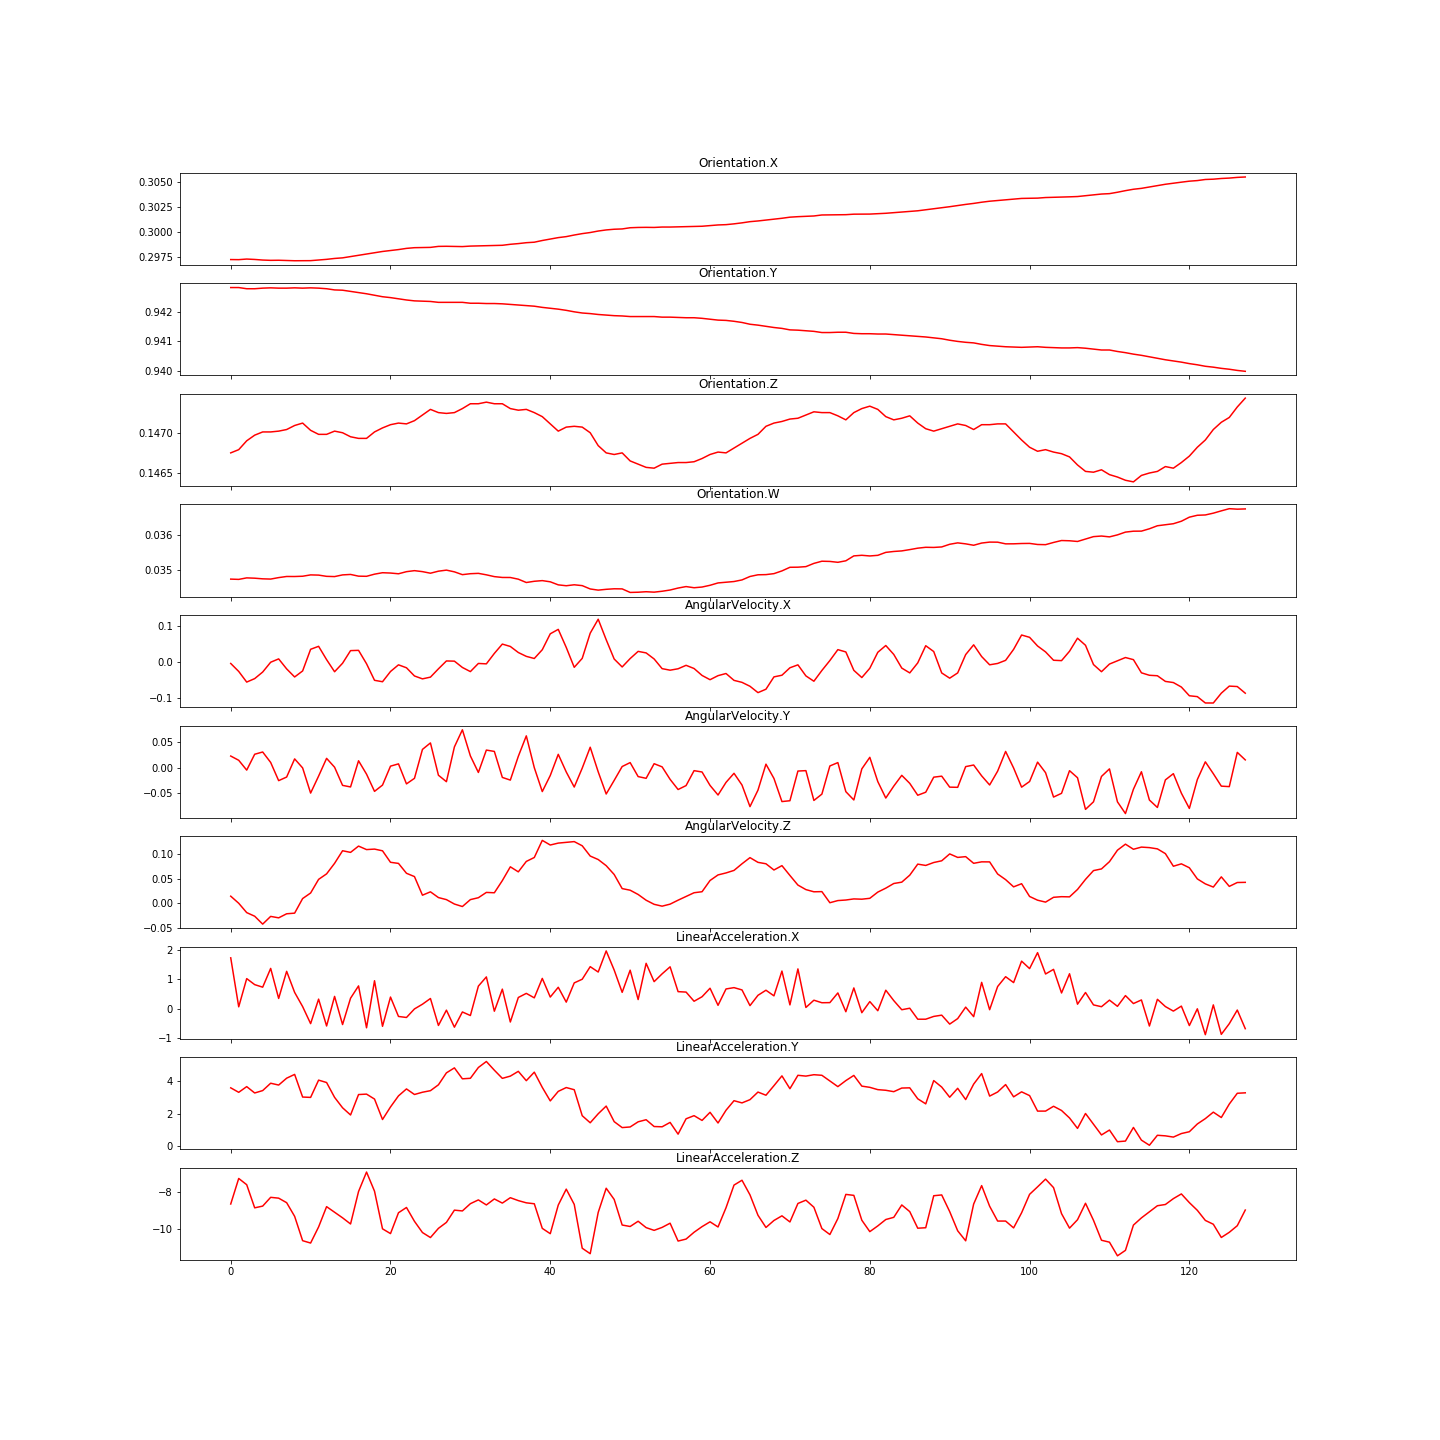 Orientation.X
0.3050
0.3025
0.3000
0.2975
Orientation.Y
0.942
0.941
0.940
Orientation.Z
0.1470
0.1465
Orientation.W
0.036
0.035
AngularVelocity.X
0.1
0.0
−0.1
AngularVelocity.Y
0.05
0.00
−0.05
AngularVelocity.Z
0.10
0.05
0.00
−0.05
LinearAcceleration.X
2
1
0
−1
LinearAcceleration.Y
4
2
0
LinearAcceleration.Z
−8
−10
0 20 40 60 80 100 120